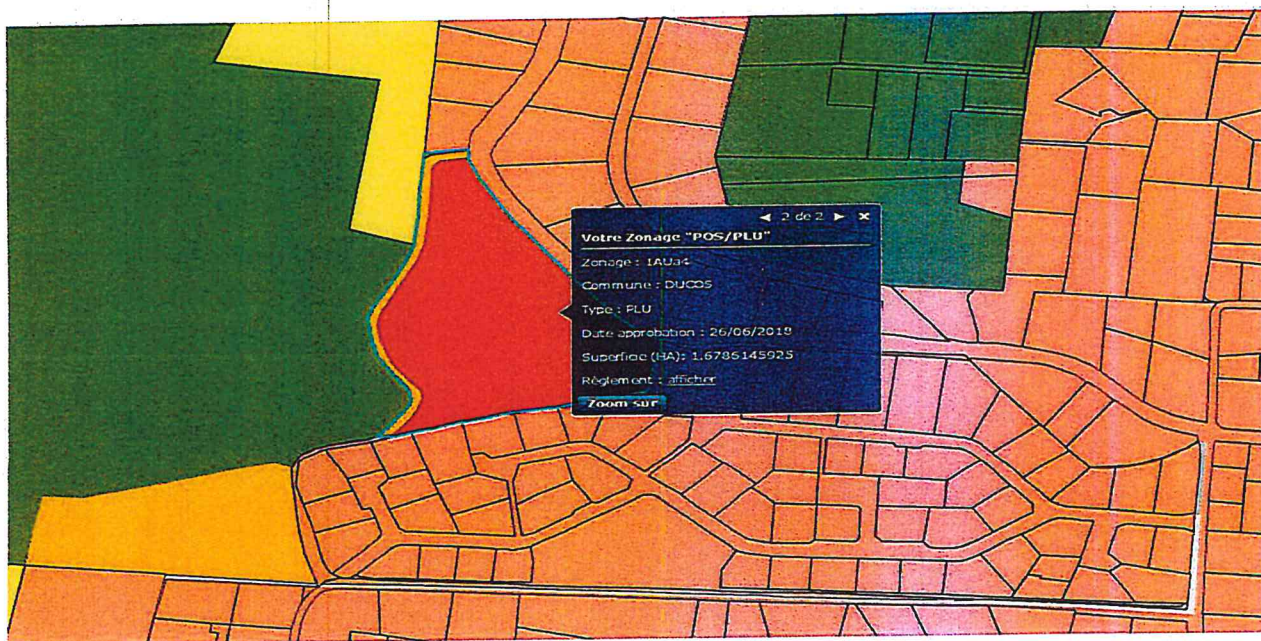 ◄ 2 de 2 ► ×
Votre Zonage "POS/PLU"
Zonage : 1AUa4
Commune : DUCOS
Type : PLU
Date approbation : 26/06/2018
Superficie (HA): 1.6786145925
Règlement : afficher
Zoom sur